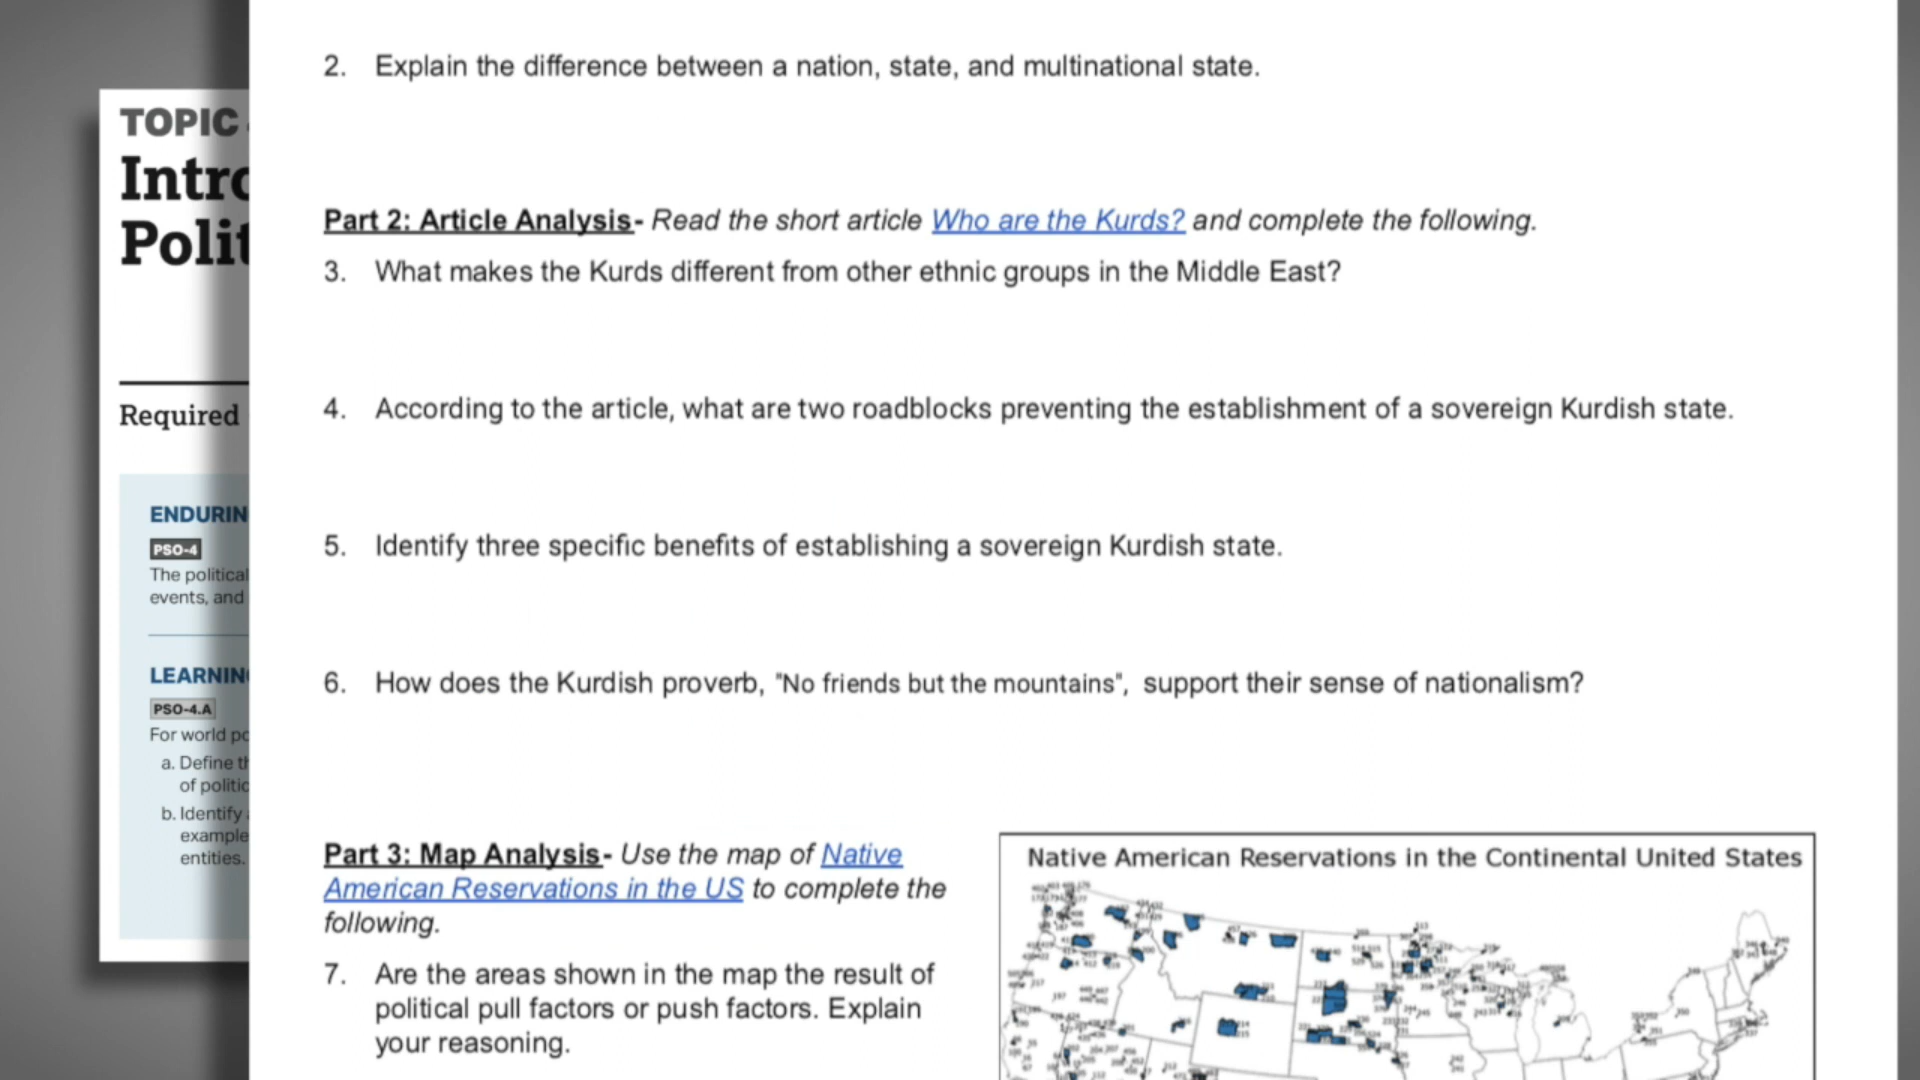 TOPIC
Intro
Polit
Required
ENDURIN
PSO-4
The political
events, and
LEARNIN
PSO-4.A
For world po
a. Define th
of politic
b. Identify
example
entities.
2. Explain the difference between a nation, state, and multinational state.
Part 2: Article Analysis- Read the short article Who are the Kurds? and complete the following.
3. What makes the Kurds different from other ethnic groups in the Middle East?
4. According to the article, what are two roadblocks preventing the establishment of a sovereign Kurdish state.
5. Identify three specific benefits of establishing a sovereign Kurdish state.
6. How does the Kurdish proverb, "No friends but the mountains", support their sense of nationalism?
Part 3: Map Analysis- Use the map of Native
American Reservations in the US to complete the
following.
7. Are the areas shown in the map the result of
political pull factors or push factors. Explain
your reasoning.
Native American Reservations in the Continental United States